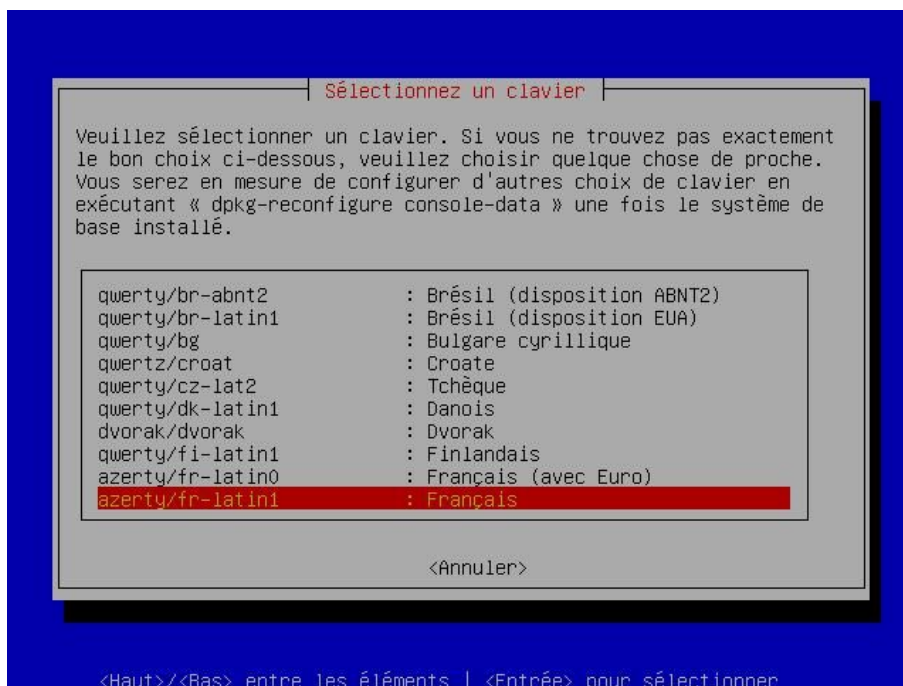 Sélectionnez un clavier
Veuillez sélectionner un clavier. Si vous ne trouvez pas exactement
le bon choix ci-dessous, veuillez choisir quelque chose de proche.
Vous serez en mesure de configurer d'autres choix de clavier en
exécutant « dpkg-reconfigure console-data » une fois le système de
base installé.
qwerty/br-abnt2 : Brésil (disposition ABNT2)
qwerty/br-latin1 : Brésil (disposition EUA)
qwerty/bg : Bulgare cyrillique
qwertz/croat : Croate
qwerty/cz-lat2 : Tchèque
qwerty/dk-latin1 : Danois
dvorak/dvorak : Dvorak
qwerty/fi-latin1 : Finlandais
azerty/fr-latin0 : Français (avec Euro)
azerty/fr-latin1 : Français
<Annuler>
<Haut>/<Bas> entre les éléments | <Entrée> pour sélectionner